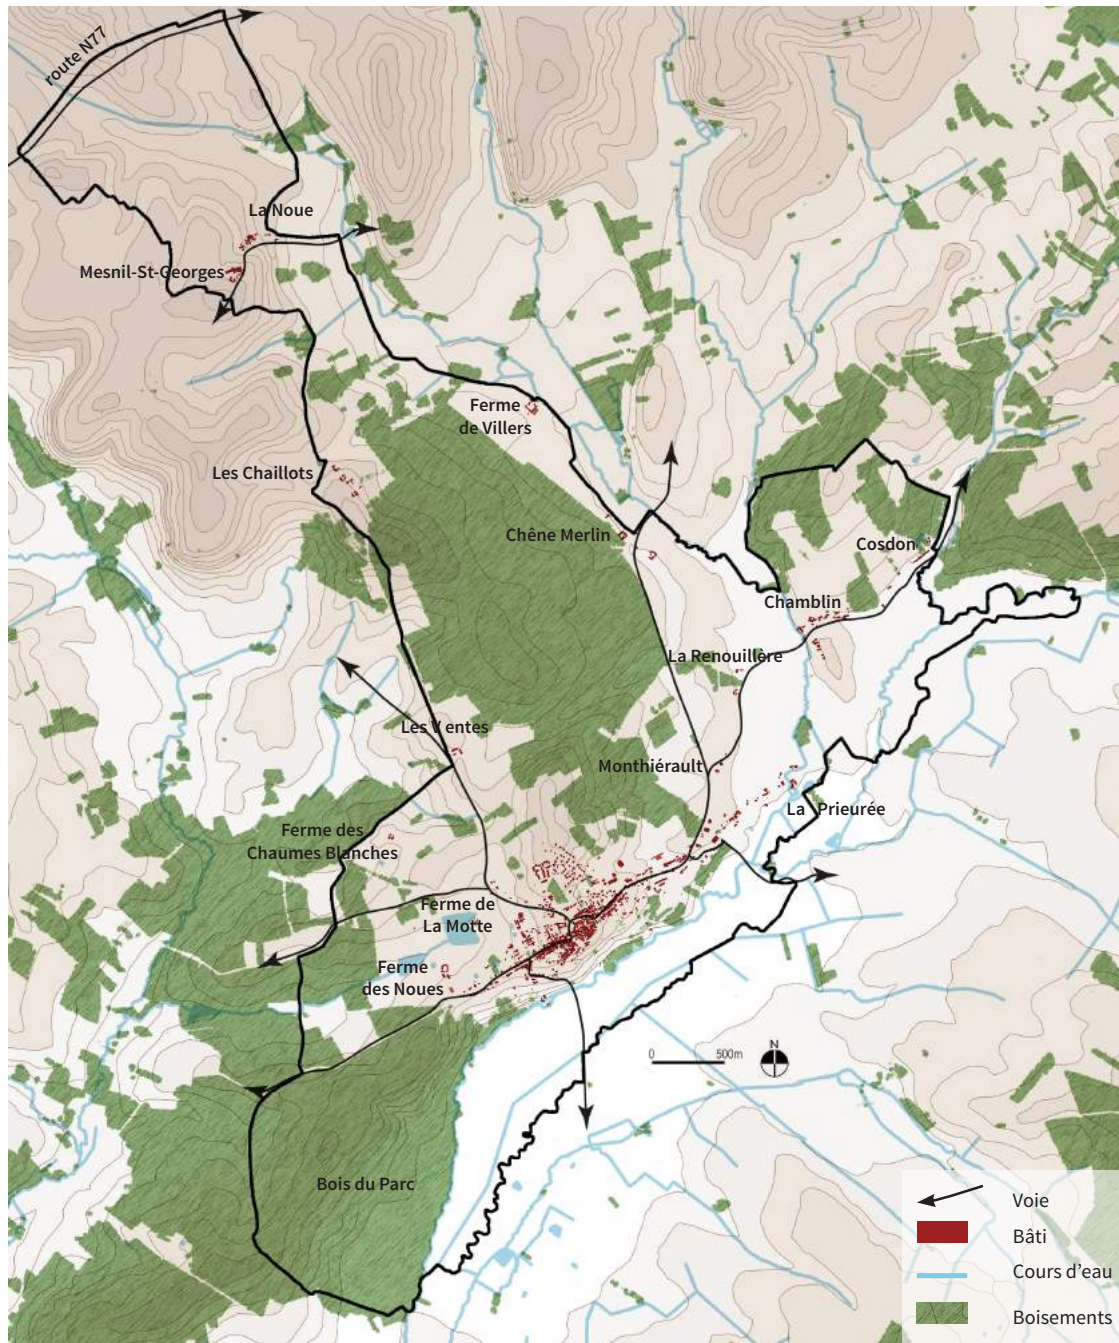 route N77
La Noue
Mesnil-St-Georges
Ferme
de Villers
Les Chaillots
Chêne Merlin
Cosdon
Chamblin
La Renouillère
Les V entes
Monthiérault
La Prieurée
Ferme des
Chaumes Blanches
Ferme de
La Motte
Ferme
des Noues
0 500m
N
Bois du Parc
Voie
Bâti
Cours d'eau
Boisements